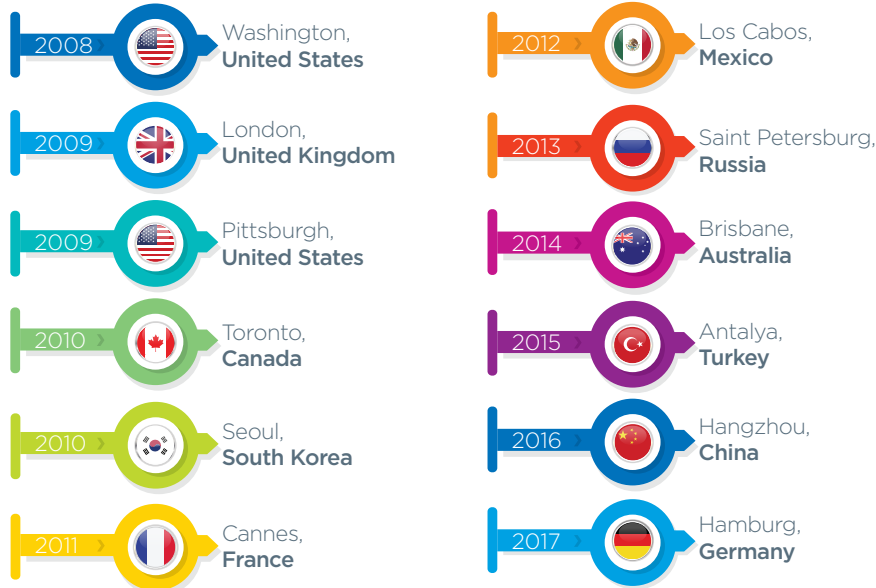 2008
Washington,
United States
2009
London,
United Kingdom
2009
Pittsburgh,
United States
2010
Toronto,
Canada
2010
Seoul,
South Korea
2011
Cannes,
France
2012
Los Cabos,
Mexico
2013
Saint Petersburg,
Russia
2014
Brisbane,
Australia
2015
Antalya,
Turkey
2016
Hangzhou,
China
2017
Hamburg,
Germany